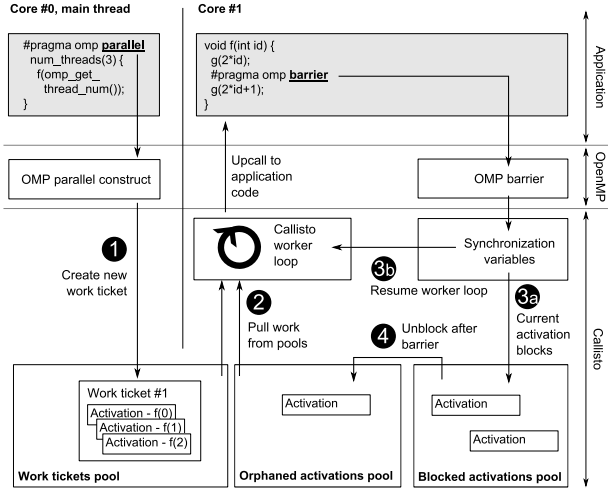 Core #0, main thread
Core #1
#pragma omp parallel
num_threads(3) {
f(omp_get_
thread_num());
}
void f(int id) {
g(2*id);
#pragma omp barrier
g(2*id+1);
}
Application
OMP parallel construct
Upcall to
application
code
OMP barrier
OpenMP
1
Create new
work ticket
Callisto
worker
loop
Synchronization
variables
3b
Resume worker loop
3a
Current
activation
blocks
2
Pull work
from pools
4
Unblock after
barrier
Callisto
Work ticket #1
Activation - f(0)
Activation - f(1)
Activation - f(2)
Work tickets pool
Activation
Orphaned activations pool
Activation
Activation
Blocked activations pool